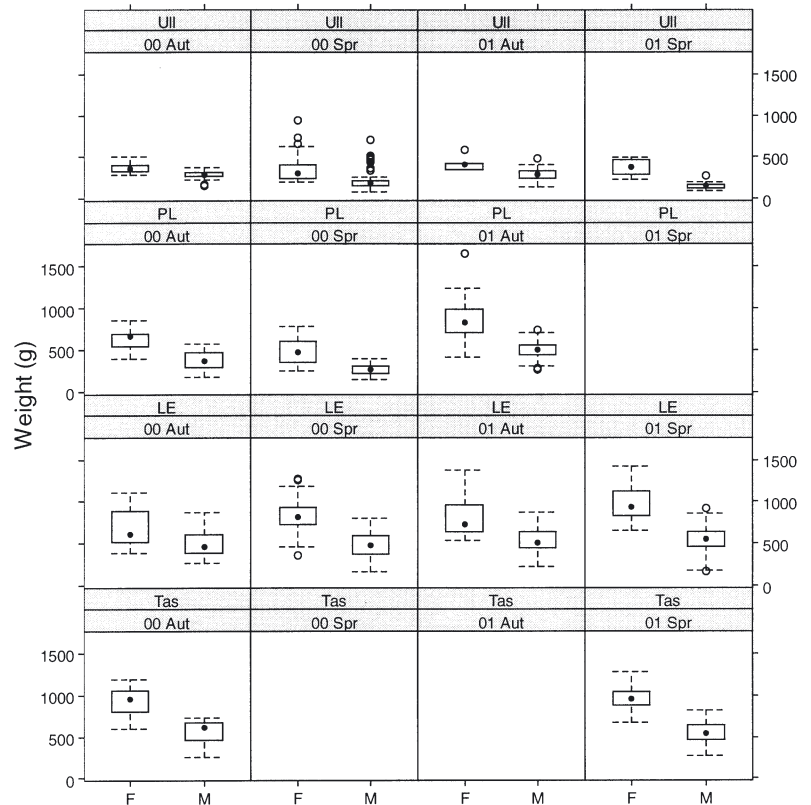 Ull Ull Ull Ull
00 Aut 00 Spr 01 Aut 01 Spr
1500
1000
500
0
PL PL PL PL
00 Aut 00 Spr 01 Aut 01 Spr
1500
1000
500
0
Weight (g)
LE LE LE LE
00 Aut 00 Spr 01 Aut 01 Spr
1500
1000
500
0
Tas Tas Tas Tas
00 Aut 00 Spr 01 Aut 01 Spr
1500
1000
500
0
F M F M F M F M